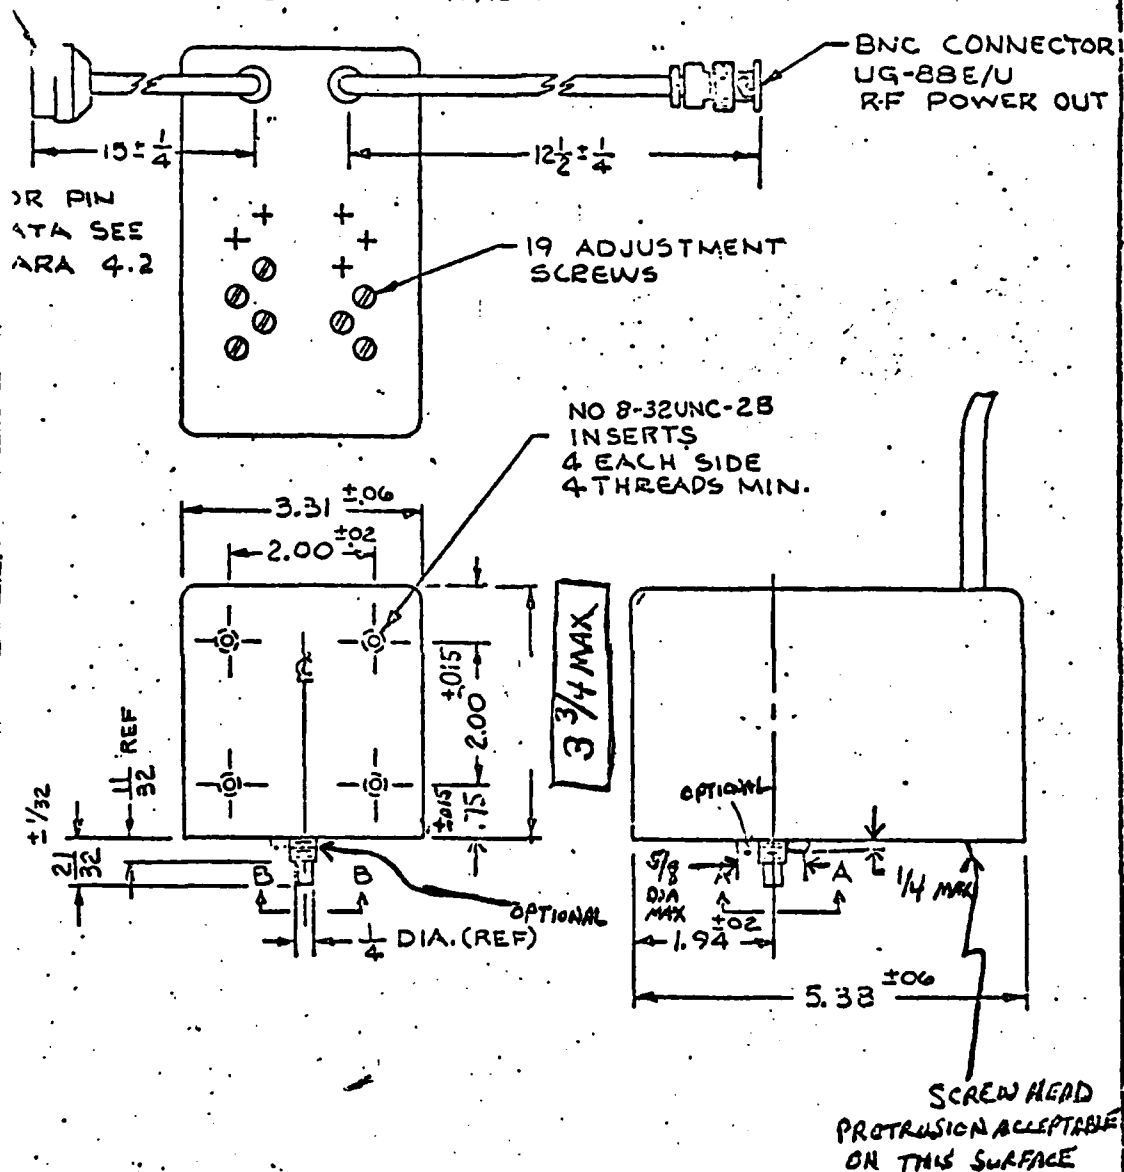 BNC CONNECTOR
UG-88E/U
R.F POWER OUT
15 ± 1/4
12 1/2 ± 1/4
OR PIN
ATA SEE
ARA 4.2
19 ADJUSTMENT
SCREWS
NO 8-32UNC-2B
INSERTS
4 EACH SIDE
4 THREADS MIN.
3.31 ±.06
2.00 ±.02
±.015
2.00
3 3/4 MAX
11/32 REF
±1/32
21/32
±.015
.75
OPTIONAL
B B
OPTIONAL
1/4 DIA. (REF)
5/8
DIA
MAX
A A
1/4 MAX
1.94 ±.02
5.38 ±.06
SCREW HEAD
PROTRUSION ACCEPTABLE
ON THIS SURFACE